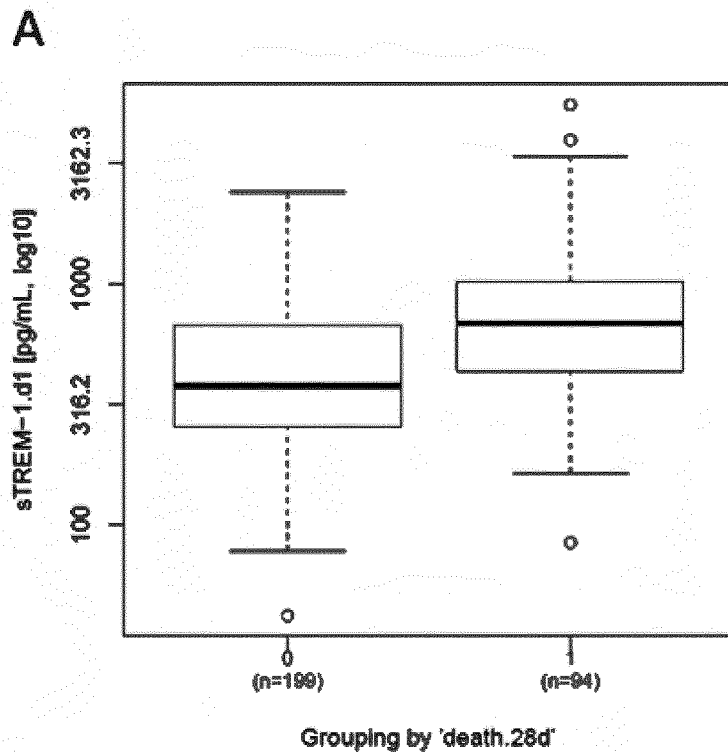 A
sTREM-1.d1 [pg/mL, log10]
3162.3
1000
316.2
100
0
(n=199)
1
(n=94)
Grouping by 'death.28d'